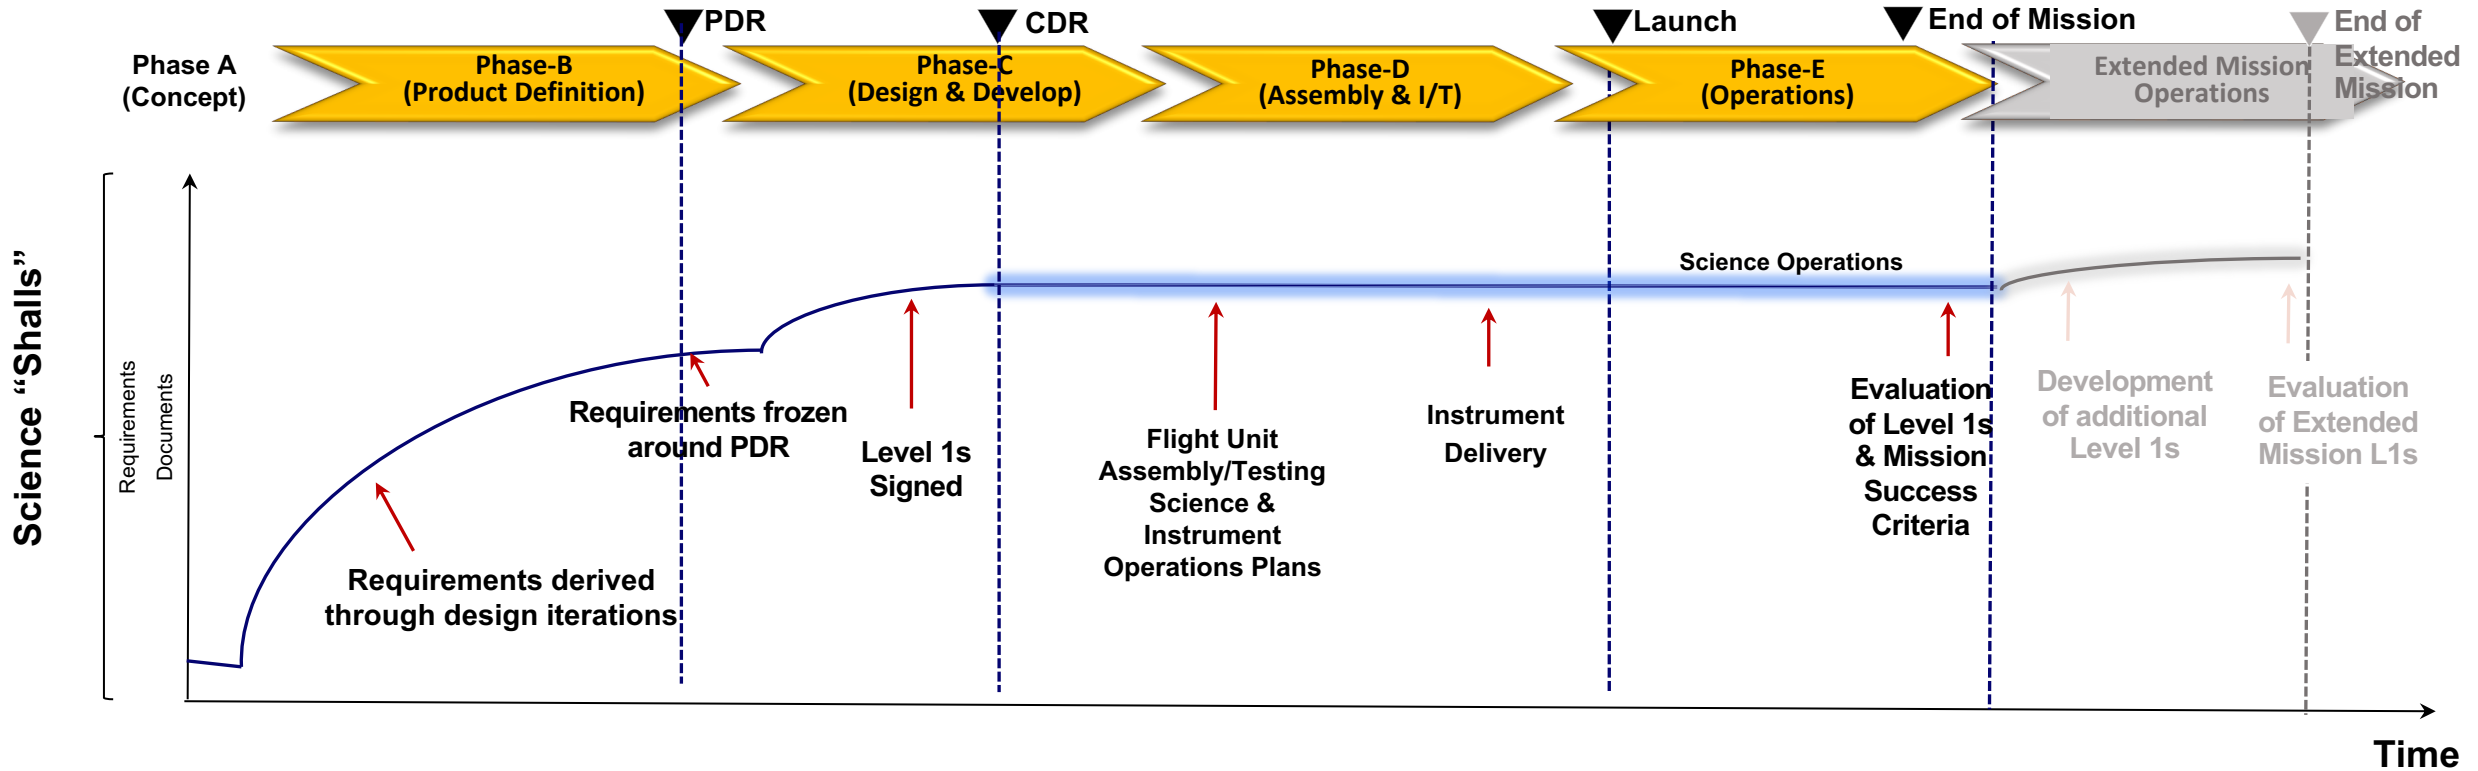 PDR
CDR
Launch
End of Mission
End of
Extended
Mission
Phase A
(Concept)
Phase-B
(Product Definition)
Phase-C
(Design & Develop)
Phase-D
(Assembly & I/T)
Phase-E
(Operations)
Extended Mission
Operations
Science “Shalls”
Requirements
Documents
Science Operations
Requirements derived
through design iterations
Requirements frozen
around PDR
Level 1s
Signed
Flight Unit
Assembly/Testing
Science &
Instrument
Operations Plans
Instrument
Delivery
Evaluation
of Level 1s
& Mission
Success
Criteria
Development
of additional
Level 1s
Evaluation
of Extended
Mission L1s
Time